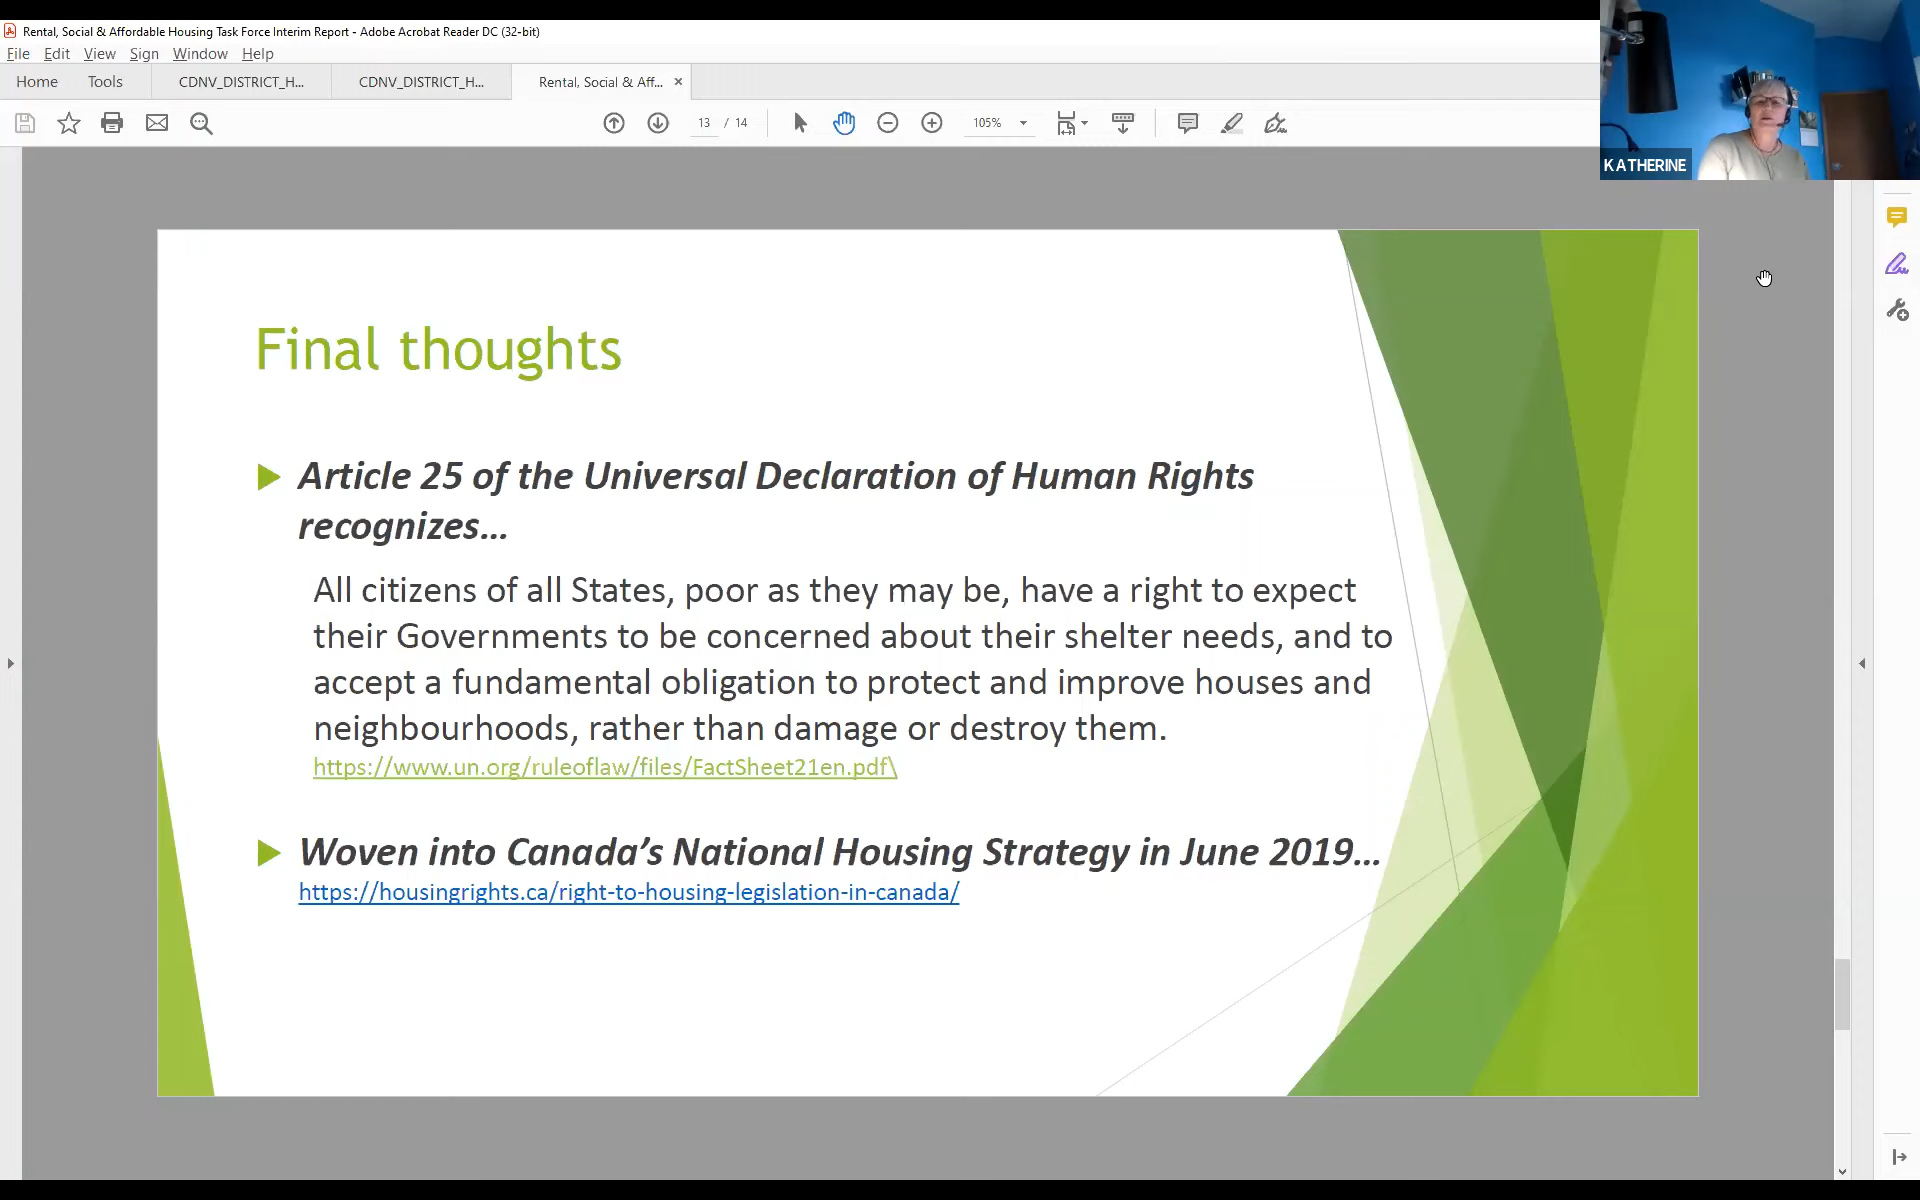 Rental, Social & Affordable Housing Task Force Interim Report - Adobe Acrobat Reader DC (32-bit)
File Edit View Sign Window Help
Home Tools CDNV_DISTRICT_H... CDNV_DISTRICT_H... Rental, Social & Aff... ×
13 / 14 105%
KATHERINE
Final thoughts
Article 25 of the Universal Declaration of Human Rights
recognizes...
All citizens of all States, poor as they may be, have a right to expect
their Governments to be concerned about their shelter needs, and to
accept a fundamental obligation to protect and improve houses and
neighbourhoods, rather than damage or destroy them.
https://www.un.org/ruleoflaw/files/FactSheet21en.pdf\
Woven into Canada's National Housing Strategy in June 2019...
https://housingrights.ca/right-to-housing-legislation-in-canada/